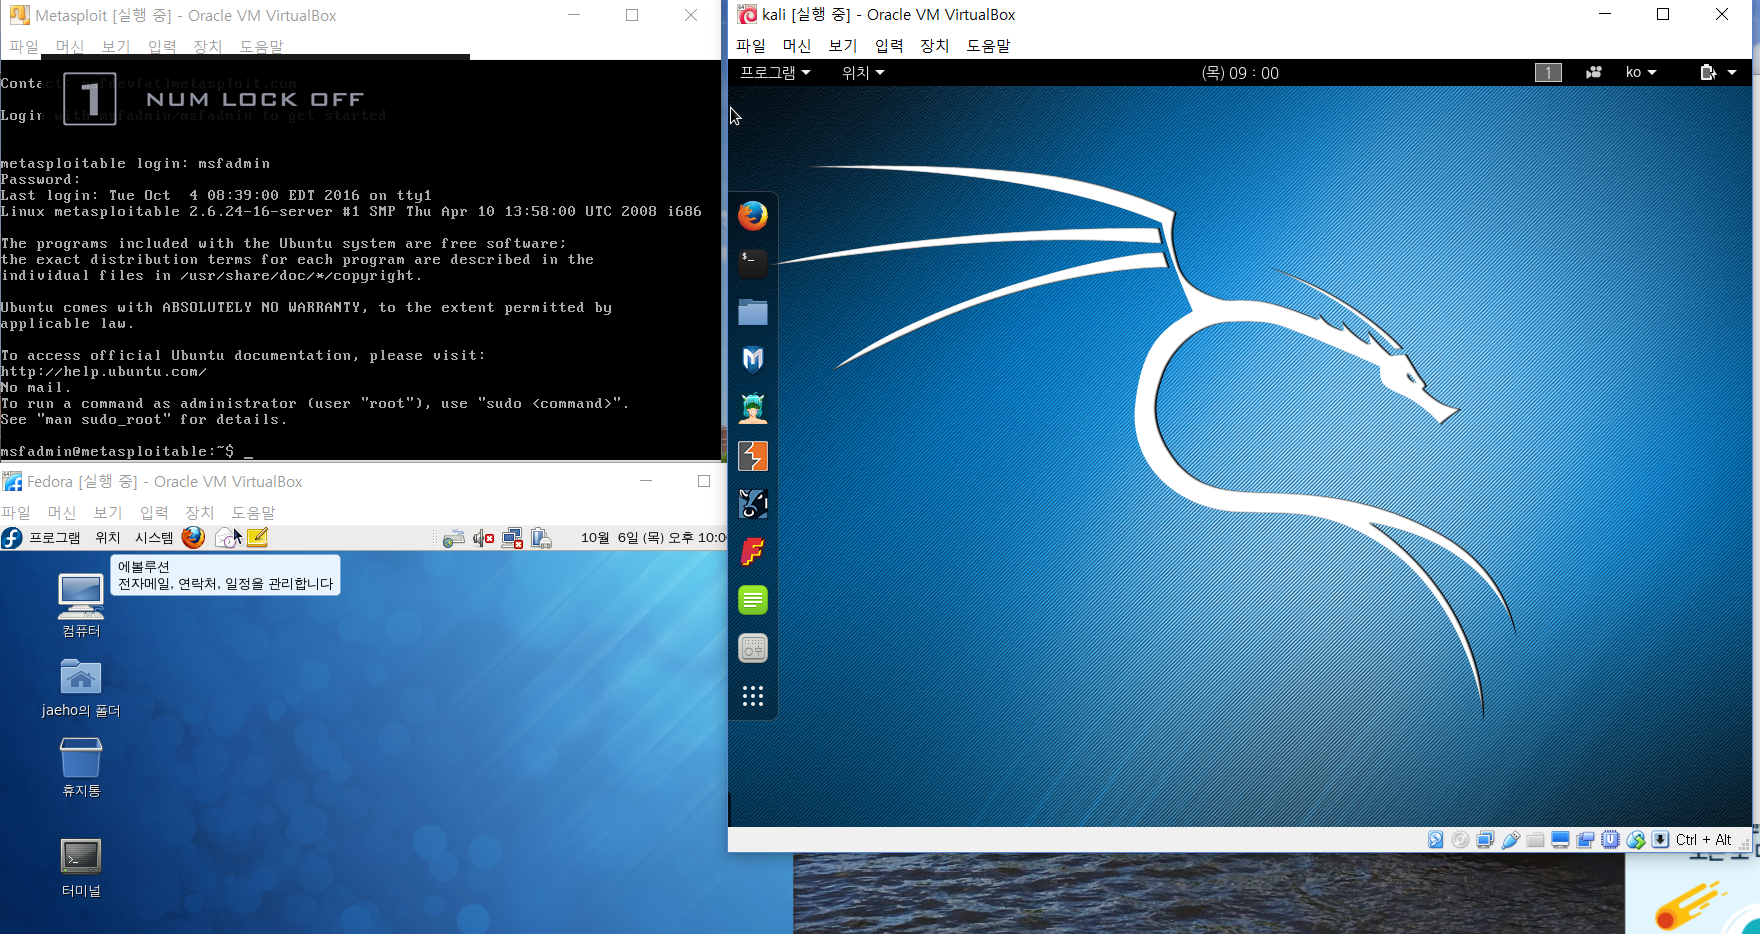 Metasploit [실행 중] - Oracle VM VirtualBox
파일 머신 보기 입력 장치 도움말
Contact: msfdev[at]metasploit.com
1 NUM LOCK OFF
Login with msfadmin/msfadmin to get started
metasploitable login: msfadmin
Password:
Last login: Tue Oct  4 08:39:00 EDT 2016 on tty1
Linux metasploitable 2.6.24-16-server #1 SMP Thu Apr 10 13:58:00 UTC 2008 i686
The programs included with the Ubuntu system are free software;
the exact distribution terms for each program are described in the
individual files in /usr/share/doc/*/copyright.
Ubuntu comes with ABSOLUTELY NO WARRANTY, to the extent permitted by
applicable law.
To access official Ubuntu documentation, please visit:
http://help.ubuntu.com/
No mail.
To run a command as administrator (user "root"), use "sudo <command>".
See "man sudo_root" for details.
msfadmin@metasploitable:~$ _
Fedora [실행 중] - Oracle VM VirtualBox
파일 머신 보기 입력 장치 도움말
프로그램 위치 시스템 10월  6일 (목) 오후 10:0
에볼루션
전자메일, 연락처, 일정을 관리합니다
컴퓨터
jaeho의 폴더
휴지통
터미널
kali [실행 중] - Oracle VM VirtualBox
파일 머신 보기 입력 장치 도움말
프로그램 위치 (목) 09 : 00 1 ko
Ctrl + Alt